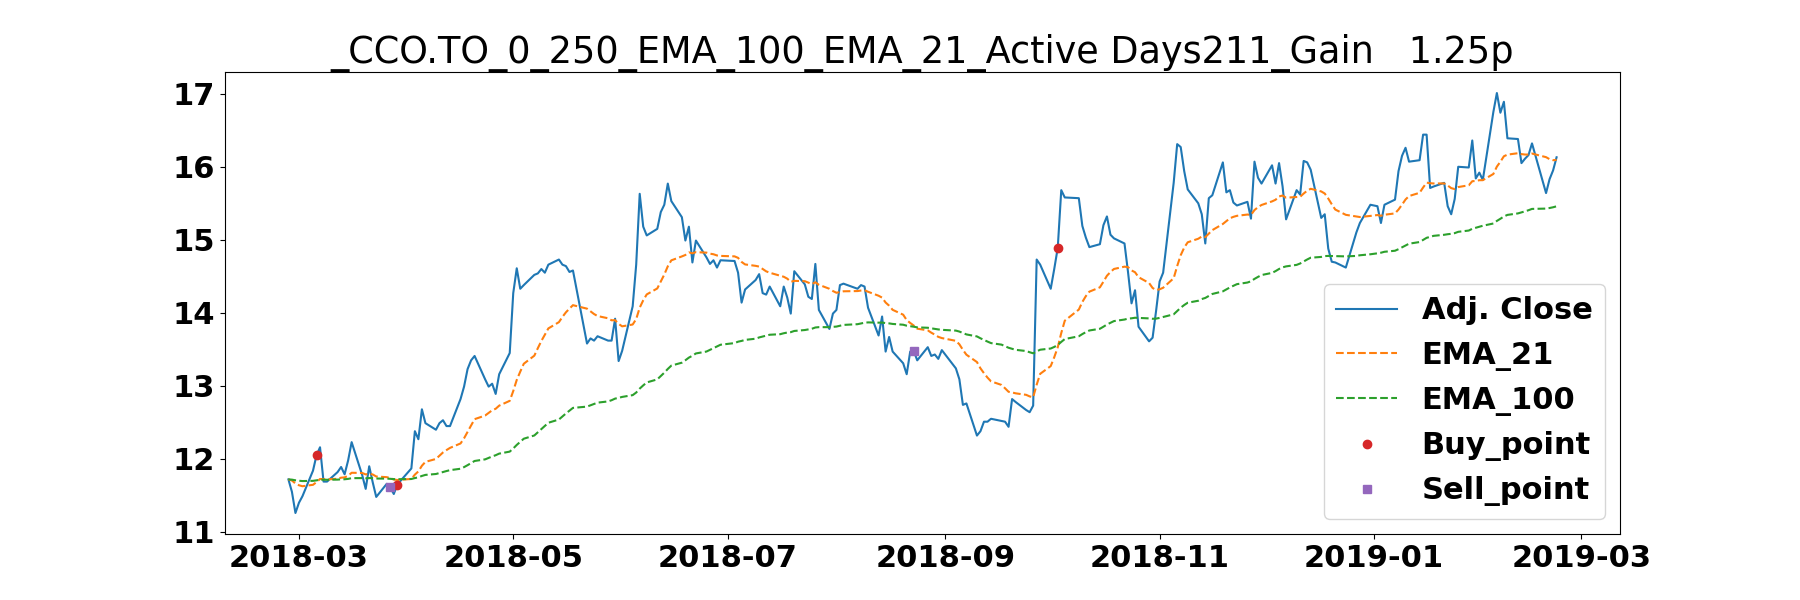 _CCO.TO_0_250_EMA_100_EMA_21_Active Days211_Gain   1.25p
17
16
15
14
13
12
11
2018-03 2018-05 2018-07 2018-09 2018-11 2019-01 2019-03
Adj. Close
EMA_21
EMA_100
Buy_point
Sell_point